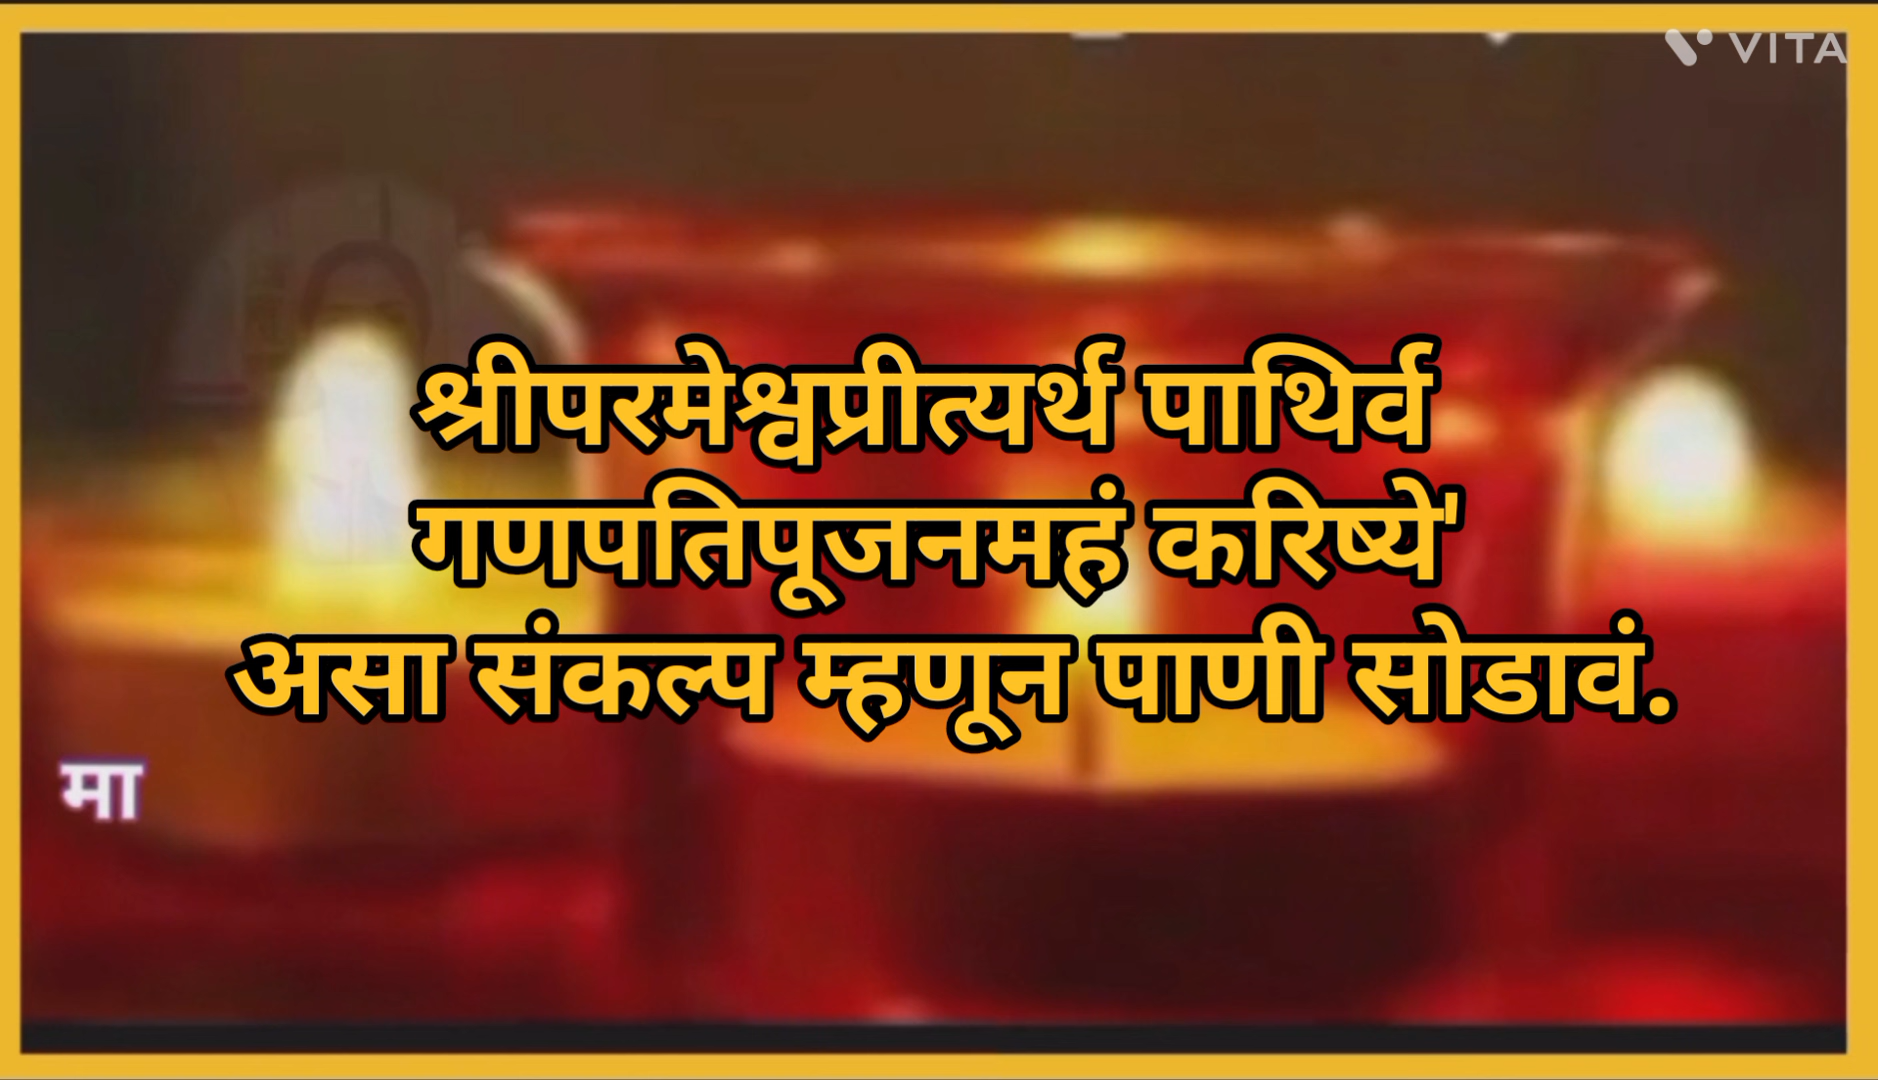 VITA
श्रीपरमेश्वप्रीत्यर्थ पाथिर्व
गणपतिपूजनमहं करिष्ये'
असा संकल्प म्हणून पाणी सोडावं.
मा